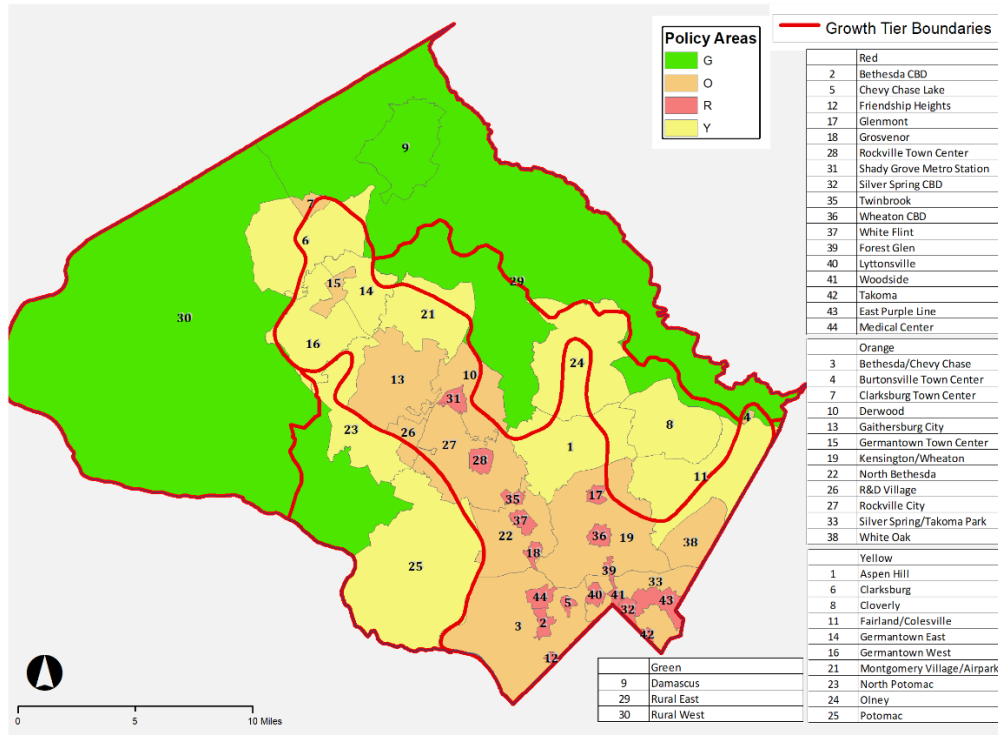 Growth Tier Boundaries
Policy Areas
G
O
R
Y
Red
2 Bethesda CBD
5 Chevy Chase Lake
12 Friendship Heights
17 Glenmont
18 Grosvenor
28 Rockville Town Center
31 Shady Grove Metro Station
32 Silver Spring CBD
35 Twinbrook
36 Wheaton CBD
37 White Flint
39 Forest Glen
40 Lyttonsville
41 Woodside
42 Takoma
43 East Purple Line
44 Medical Center
Orange
3 Bethesda/Chevy Chase
4 Burtonsville Town Center
7 Clarksburg Town Center
10 Derwood
13 Gaithersburg City
15 Germantown Town Center
19 Kensington/Wheaton
22 North Bethesda
26 R&D Village
27 Rockville City
33 Silver Spring/Takoma Park
38 White Oak
Yellow
1 Aspen Hill
6 Clarksburg
8 Cloverly
11 Fairland/Colesville
14 Germantown East
16 Germantown West
21 Montgomery Village/Airpark
23 North Potomac
24 Olney
25 Potomac
Green
9 Damascus
29 Rural East
30 Rural West
9
7
6
15
14
29
30
21
16
24
13
10
31
4
23
26
8
27
1
28
11
35
17
37
22
36
19
38
18
39
25
33
44
5
40
41
43
32
3
2
42
12
0 5 10 Miles